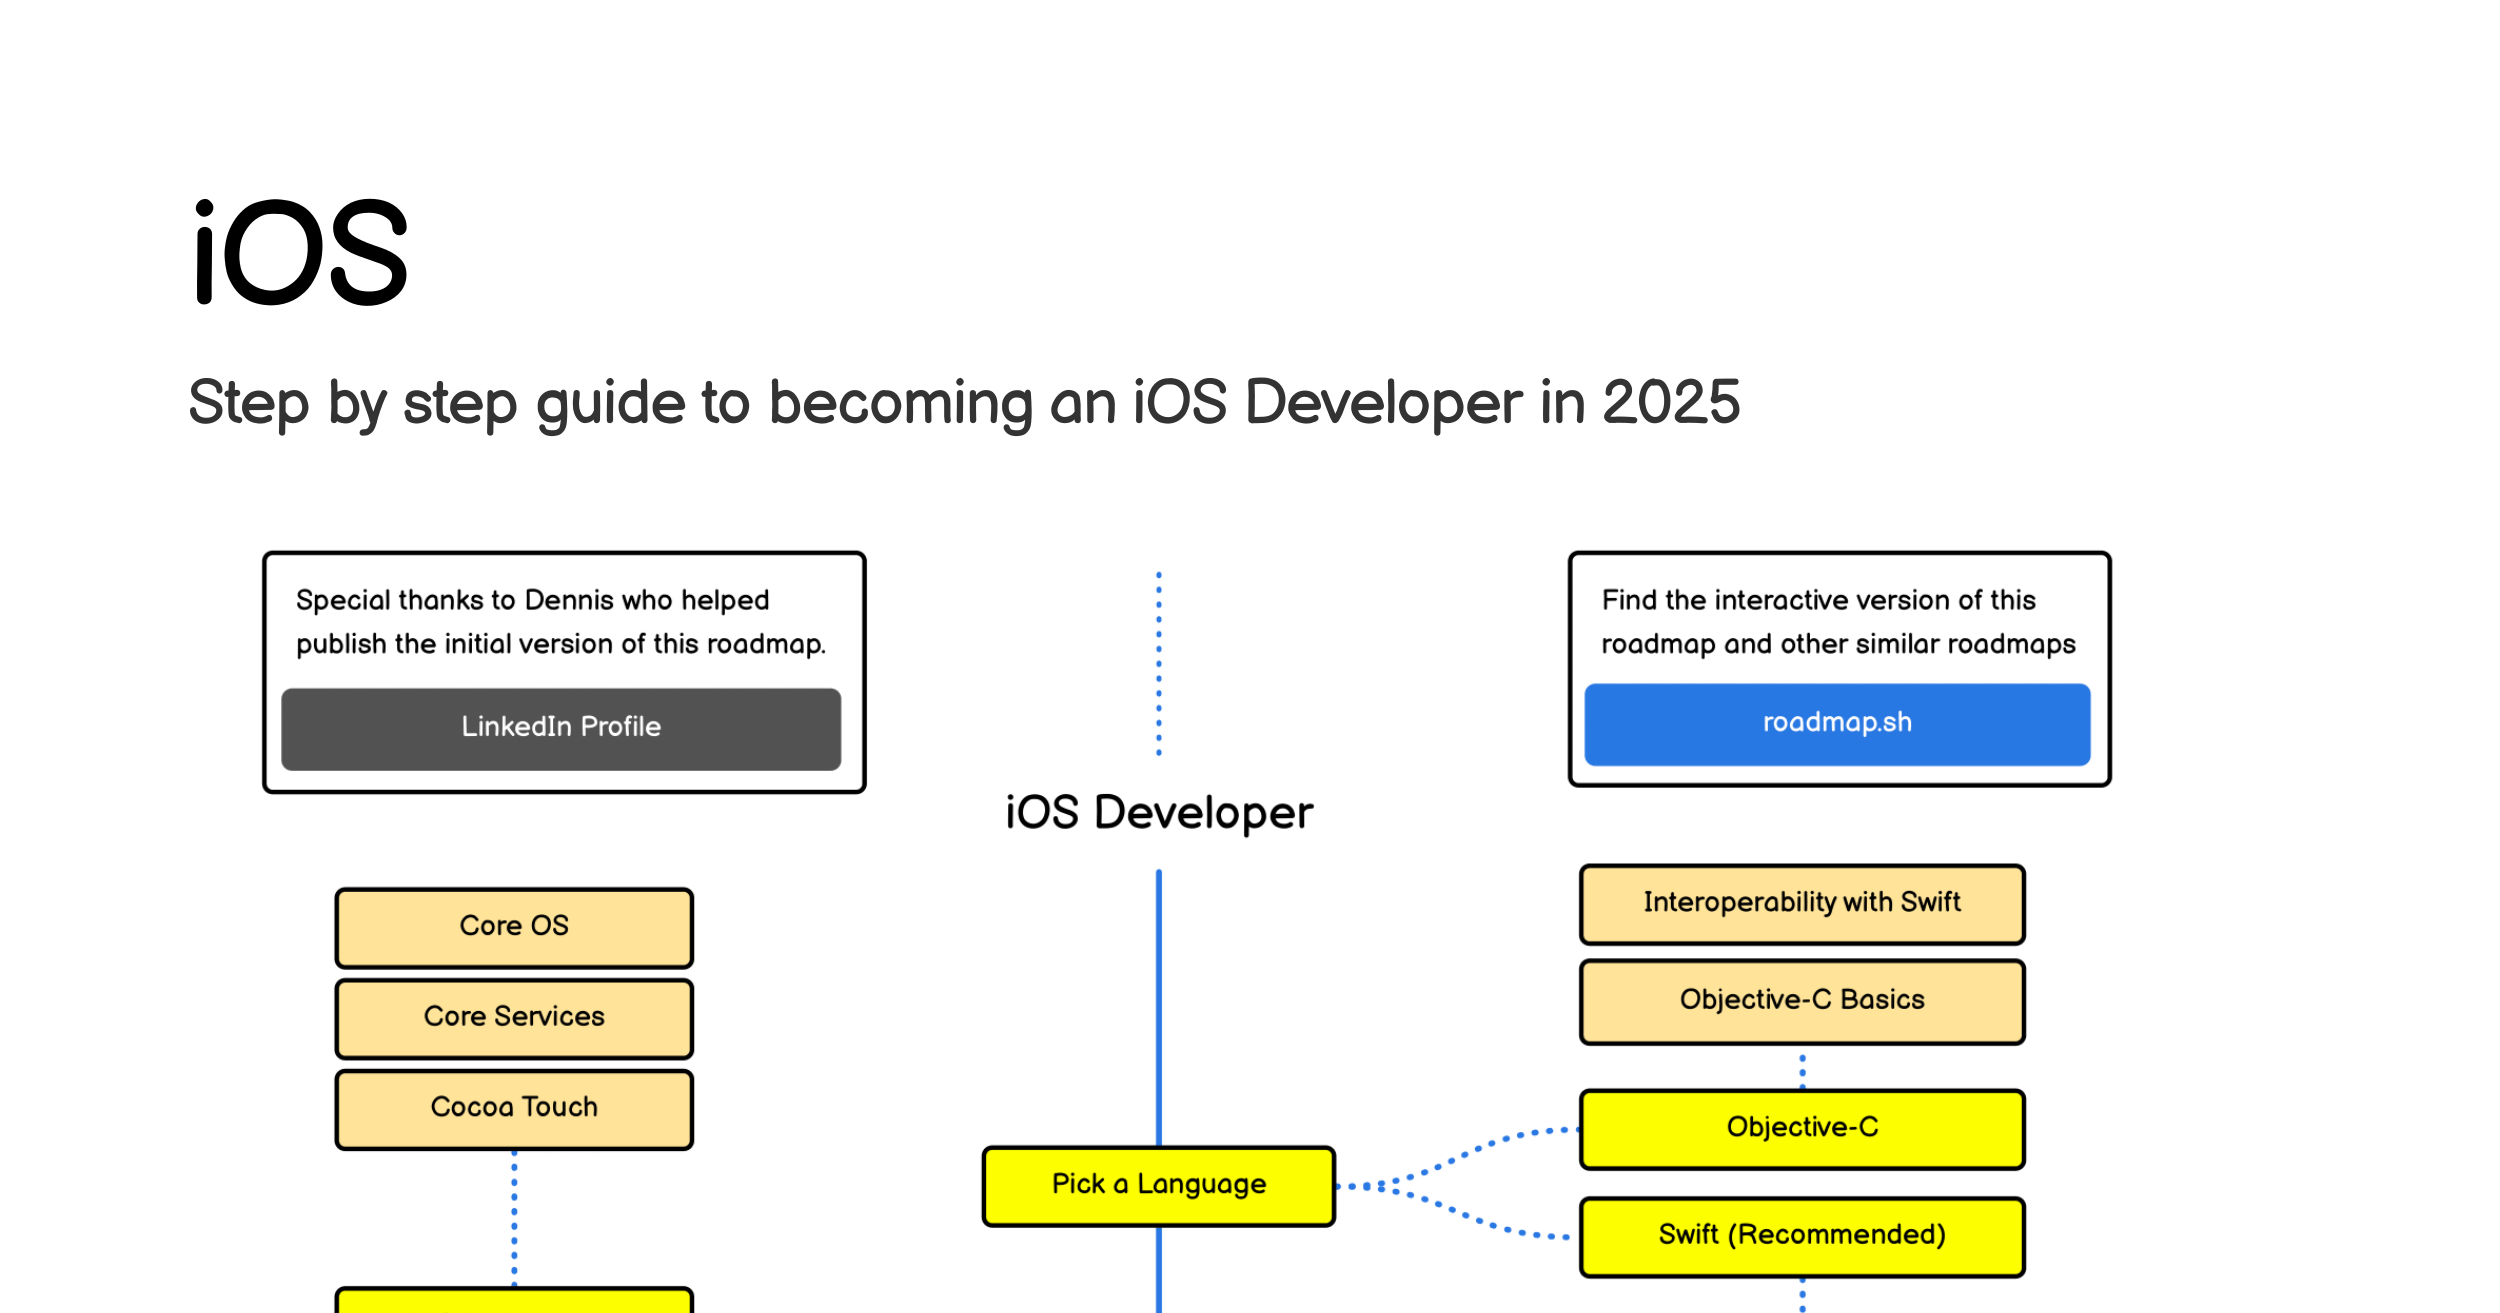 iOS
Step by step guide to becoming an iOS Developer in 2025
Special thanks to Dennis who helped
publish the initial version of this roadmap.
LinkedIn Profile
Find the interactive version of this
roadmap and other similar roadmaps
roadmap.sh
iOS Developer
Core OS
Core Services
Cocoa Touch
Interoperability with Swift
Objective-C Basics
Objective-C
Pick a Language
Swift (Recommended)